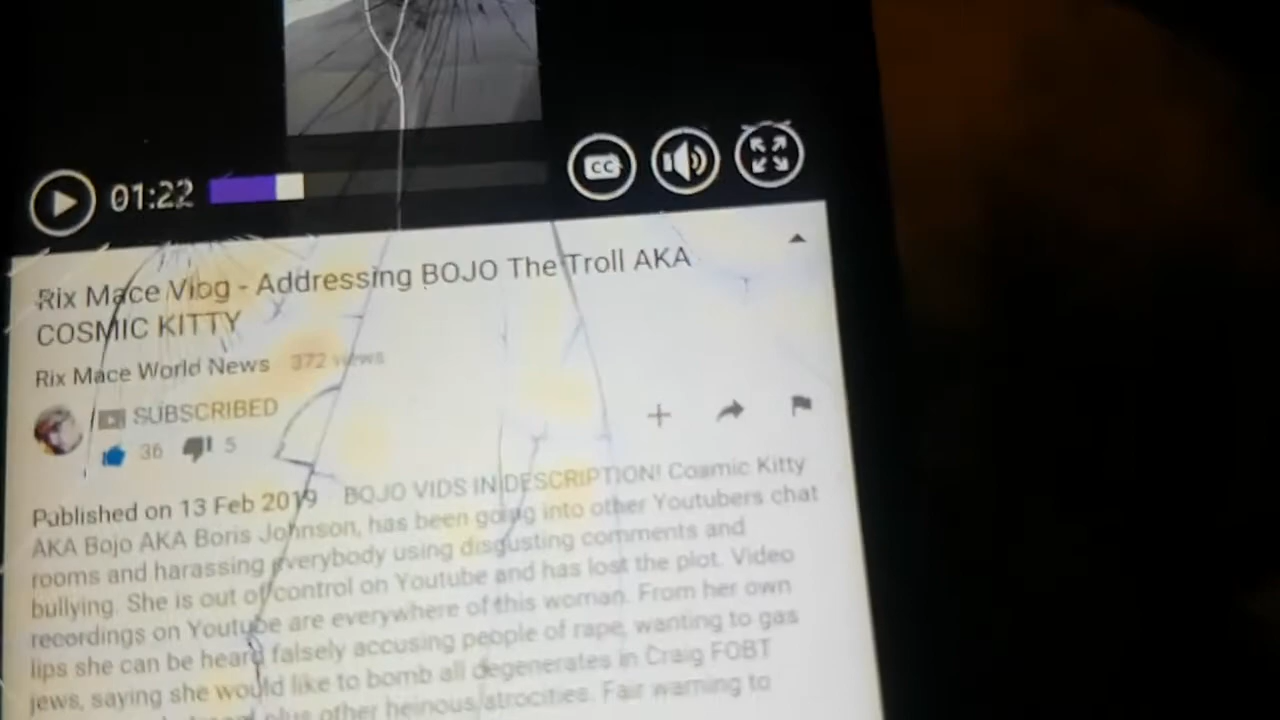 01:22
CC
Rix Mace Vlog - Addressing BOJO The Troll AKA
COSMIC KITTY
Rix Mace World News 372 views
SUBSCRIBED
36 5
Published on 13 Feb 2019 BOJO VIDS IN DESCRIPTION! Cosmic Kitty
AKA Bojo AKA Boris Johnson, has been going into other Youtubers chat
rooms and harassing everybody using disgusting comments and
bullying. She is out of control on Youtube and has lost the plot. Video
recordings on Youtube are everywhere of this woman. From her own
lips she can be heard falsely accusing people of rape, wanting to gas
jews, saying she would like to bomb all degenerates in Craig FOBT
plus other heinous atrocities. Fair warning to